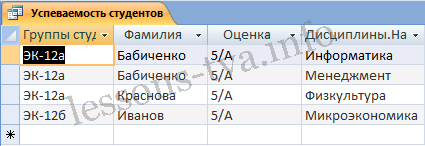 Успеваемость студентов
Группы студ Фамилия Оценка Дисциплины.На
ЭК-12а Бабиченко 5/А Информатика
ЭК-12а Бабиченко 5/А Менеджмент
ЭК-12а Краснова 5/А Физкультура
ЭК-12б Иванов 5/А Микроэкономика
lessons-tva.info